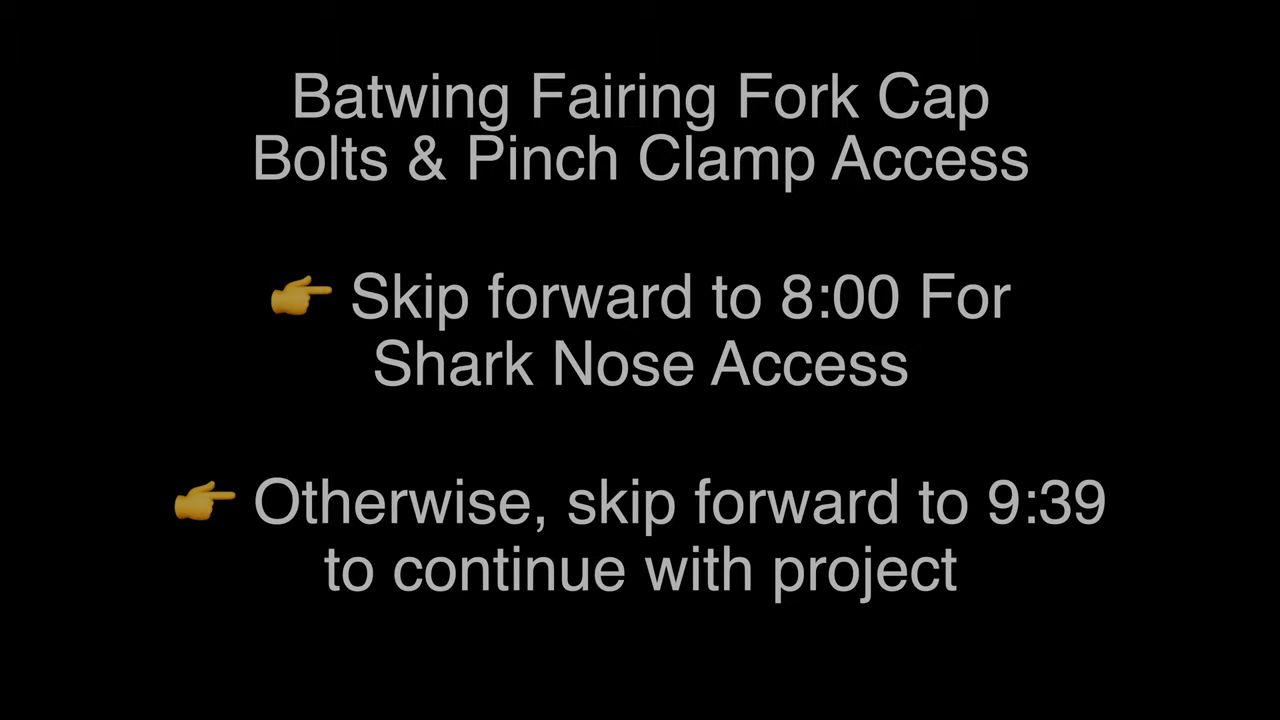 Batwing Fairing Fork Cap
Bolts & Pinch Clamp Access
👉 Skip forward to 8:00 For
Shark Nose Access
👉 Otherwise, skip forward to 9:39
to continue with project